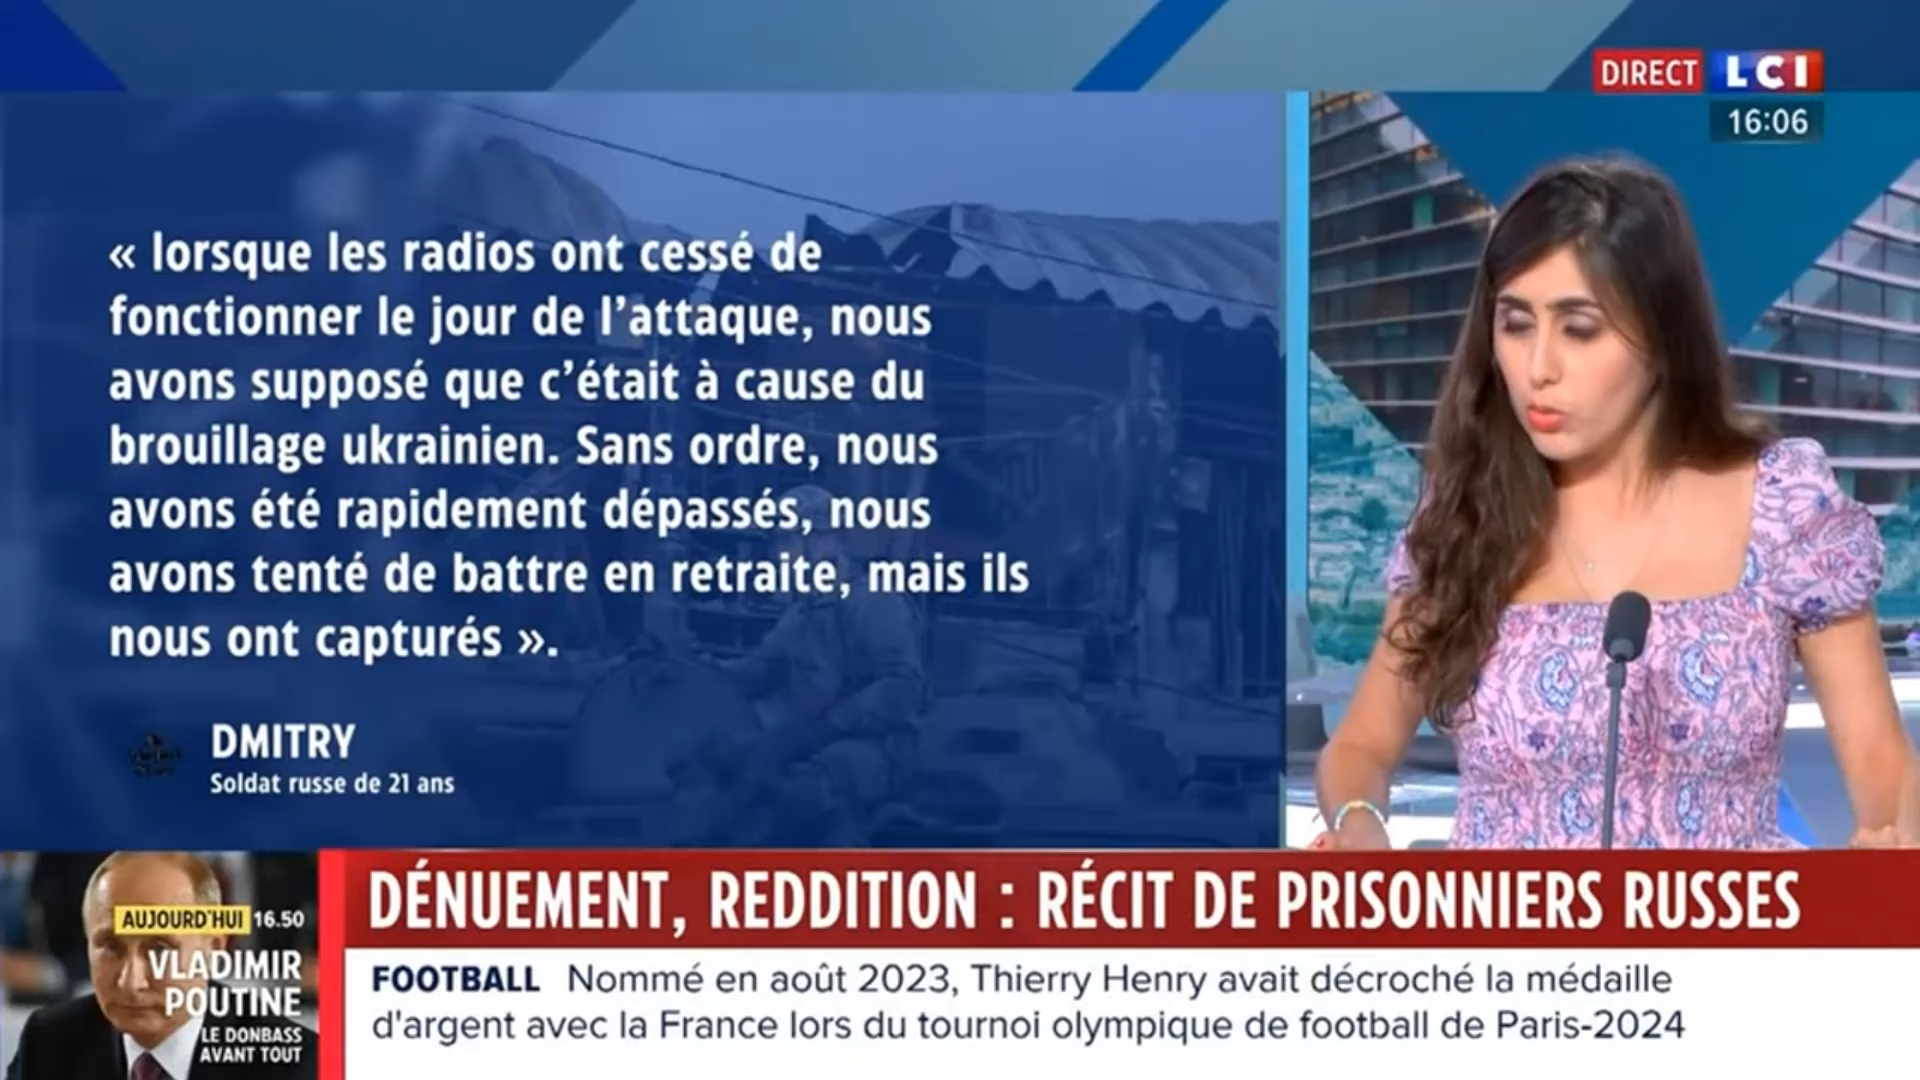 DIRECT LCI
16:06
« lorsque les radios ont cessé de
fonctionner le jour de l'attaque, nous
avons supposé que c'était à cause du
brouillage ukrainien. Sans ordre, nous
avons été rapidement dépassés, nous
avons tenté de battre en retraite, mais ils
nous ont capturés ».
DMITRY
Soldat russe de 21 ans
AUJOURD'HUI 16.50
VLADIMIR
POUTINE
LE DONBASS
AVANT TOUT
DÉNUEMENT, REDDITION : RÉCIT DE PRISONNIERS RUSSES
FOOTBALL Nommé en août 2023, Thierry Henry avait décroché la médaille
d'argent avec la France lors du tournoi olympique de football de Paris-2024